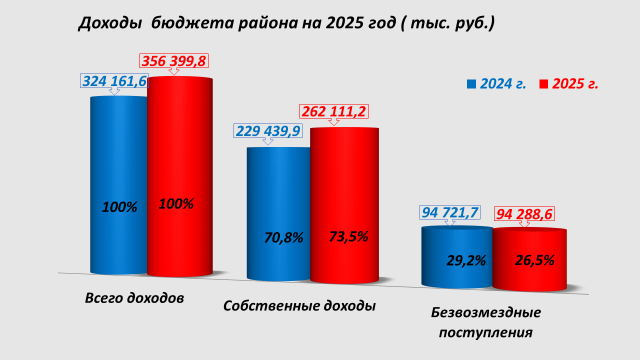 Доходы бюджета района на 2025 год ( тыс. руб.)
356 399,8
324 161,6
2024 г. 2025 г.
262 111,2
229 439,9
100% 100%
94 721,7 94 288,6
70,8% 73,5%
29,2% 26,5%
Всего доходов
Собственные доходы
Безвозмездные
поступления